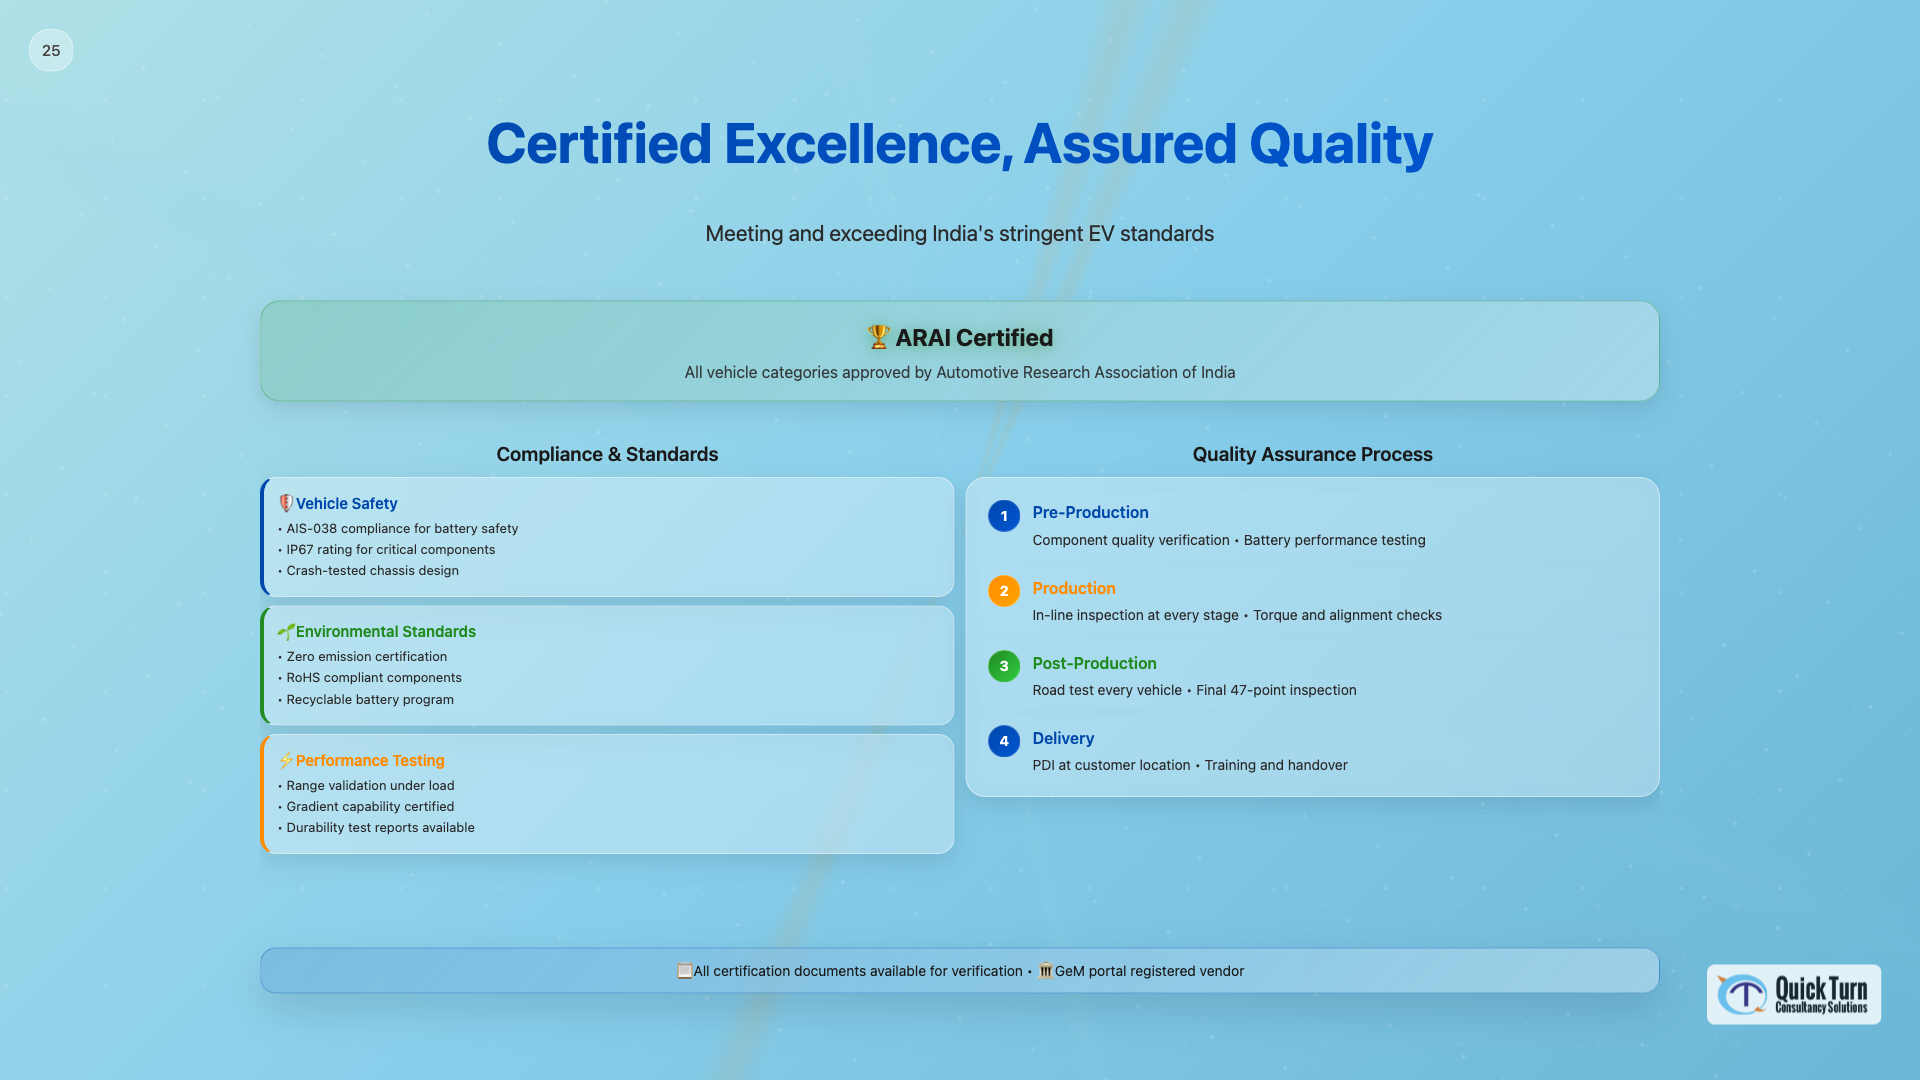 25
Certified Excellence, Assured Quality
Meeting and exceeding India's stringent EV standards
🏆 ARAI Certified
All vehicle categories approved by Automotive Research Association of India
Compliance & Standards
🛡️Vehicle Safety
• AIS-038 compliance for battery safety
• IP67 rating for critical components
• Crash-tested chassis design
🌱Environmental Standards
• Zero emission certification
• RoHS compliant components
• Recyclable battery program
⚡Performance Testing
• Range validation under load
• Gradient capability certified
• Durability test reports available
Quality Assurance Process
1 Pre-Production
Component quality verification • Battery performance testing
2 Production
In-line inspection at every stage • Torque and alignment checks
3 Post-Production
Road test every vehicle • Final 47-point inspection
4 Delivery
PDI at customer location • Training and handover
📋All certification documents available for verification • 🏛️GeM portal registered vendor
Quick Turn
Consultancy Solutions